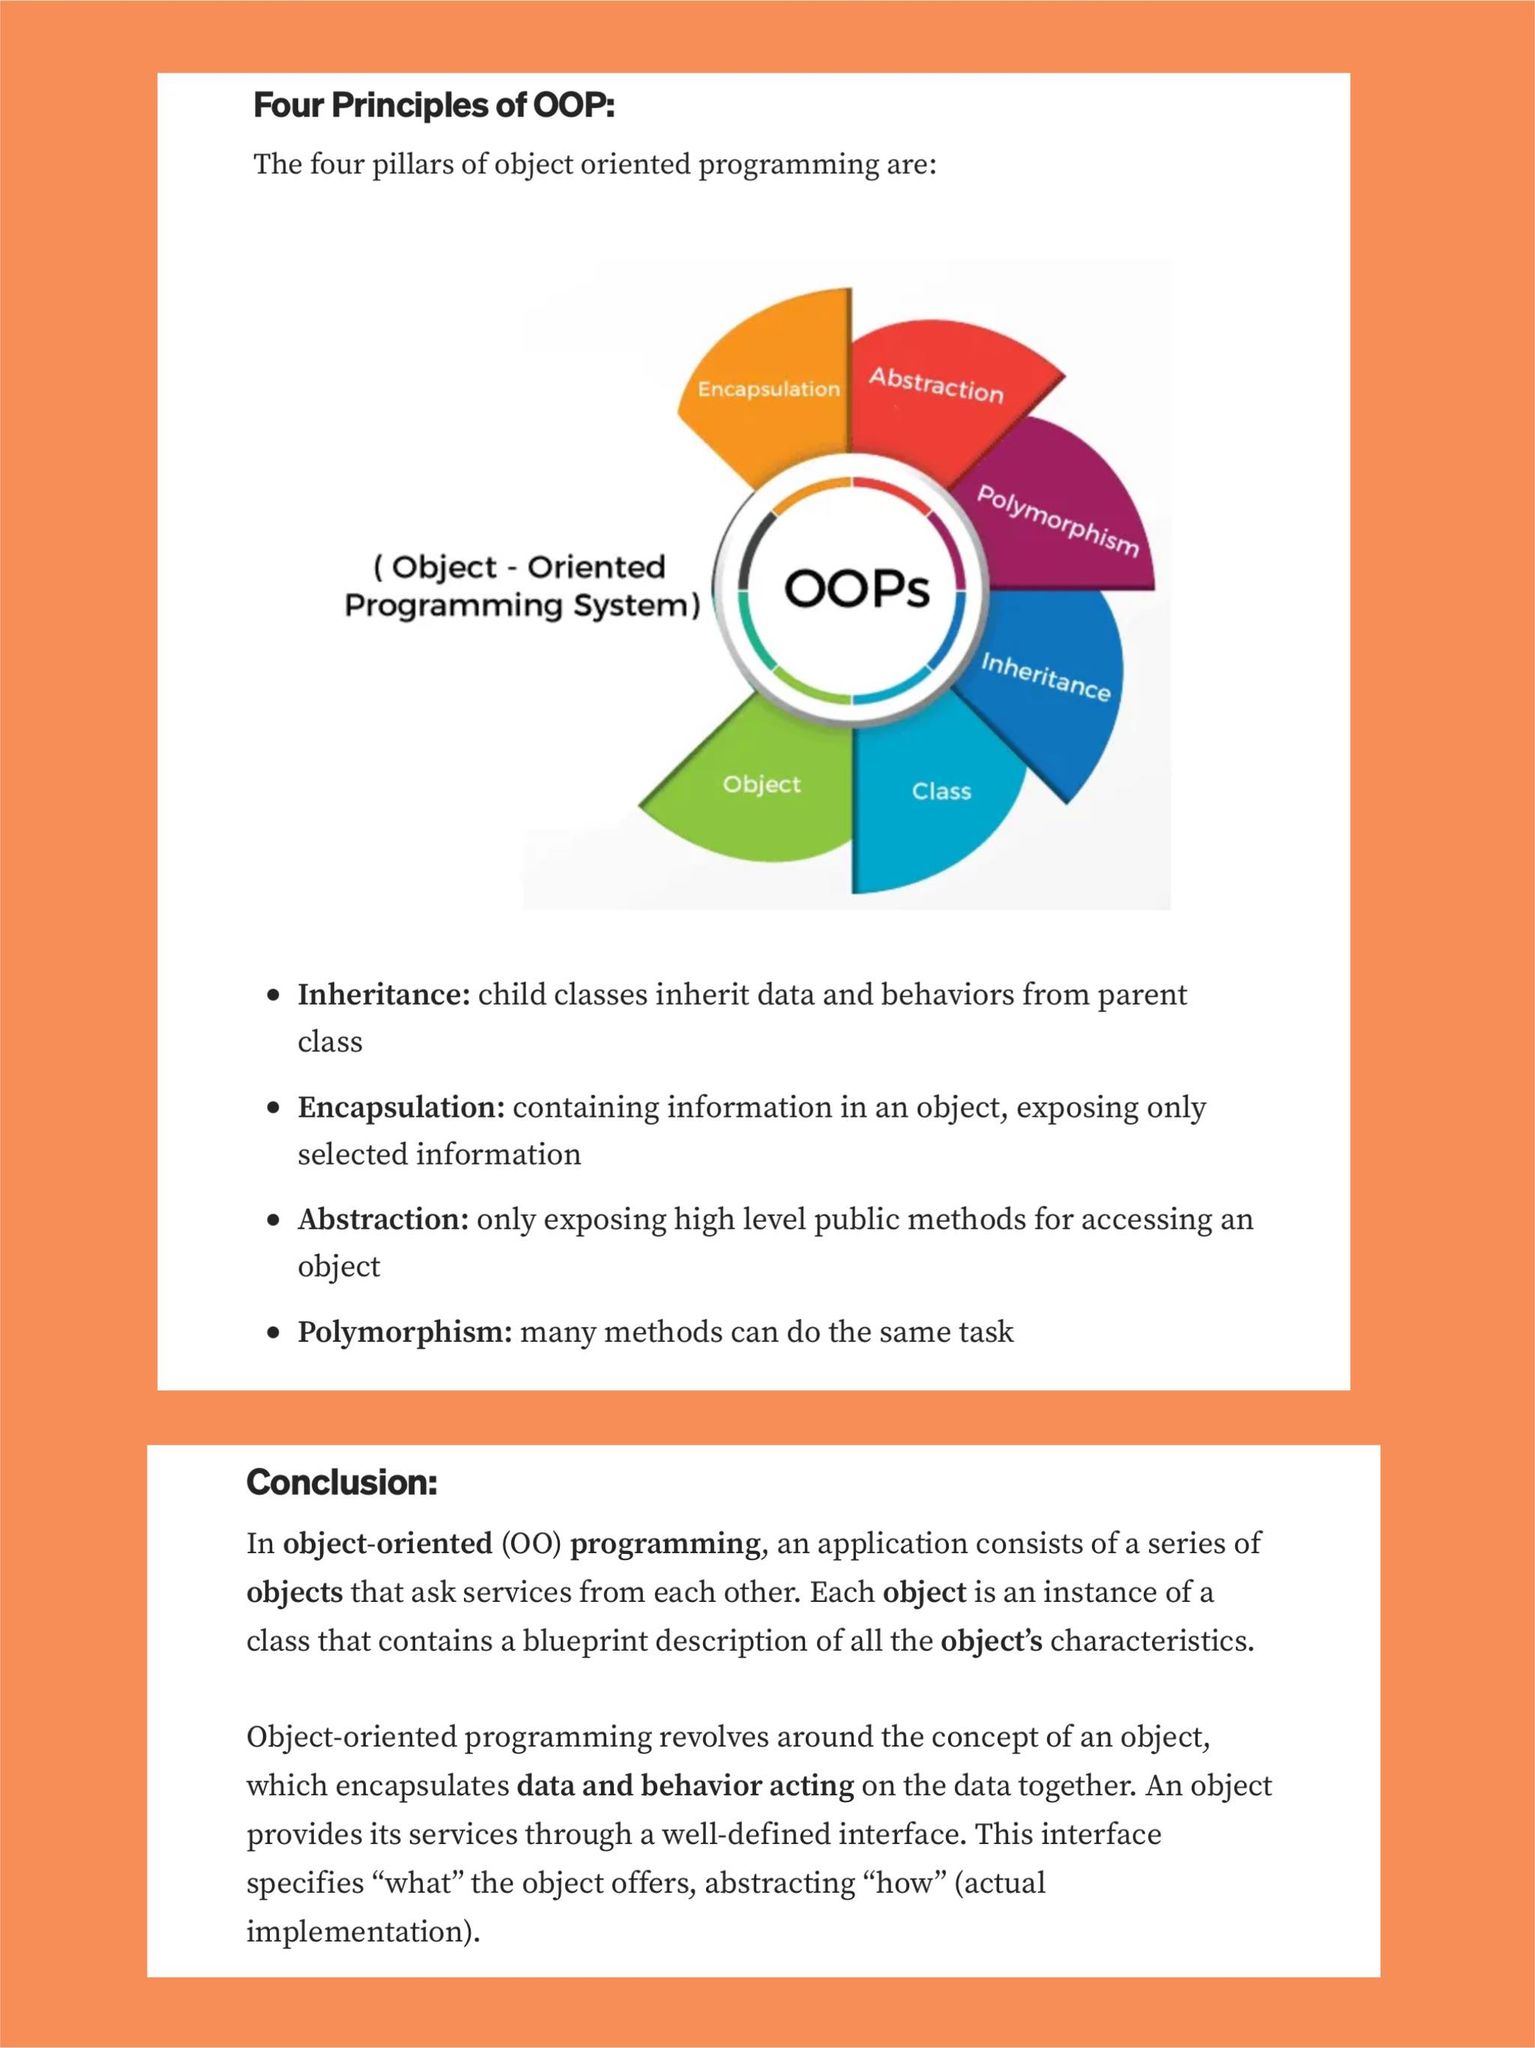 Four Principles of OOP:
The four pillars of object oriented programming are:
Encapsulation
Abstraction
Polymorphism
( Object - Oriented
Programming System)
OOPs
Inheritance
Object
Class
• Inheritance: child classes inherit data and behaviors from parent
class
• Encapsulation: containing information in an object, exposing only
selected information
• Abstraction: only exposing high level public methods for accessing an
object
• Polymorphism: many methods can do the same task
Conclusion:
In object-oriented (OO) programming, an application consists of a series of
objects that ask services from each other. Each object is an instance of a
class that contains a blueprint description of all the object’s characteristics.
Object-oriented programming revolves around the concept of an object,
which encapsulates data and behavior acting on the data together. An object
provides its services through a well-defined interface. This interface
specifies “what” the object offers, abstracting “how” (actual
implementation).